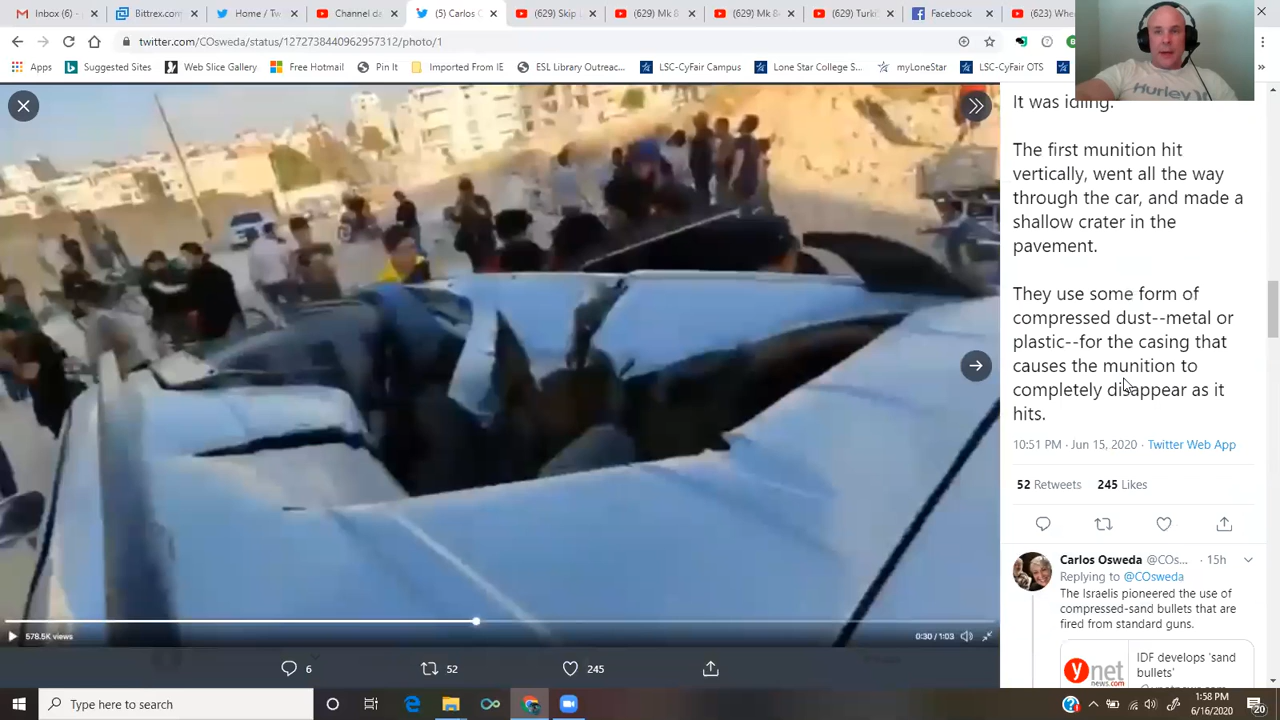 Inbox (6) -
Bittrex.com -
Home / Tw
Channel da
(5) Carlos O
(629) Skip
(629) Mk 8
(629) Mk 8
(629) Turki
Facebook
(623) Whe
twitter.com/COsweda/status/1272738440962957312/photo/1
Apps
Suggested Sites
Web Slice Gallery
Free Hotmail
Pin It
Imported From IE
ESL Library Outreac...
LSC-CyFair Campus
Lone Star College S...
myLoneStar
LSC-CyFair OTS
»
Hurley
It was idling.
The first munition hit
vertically, went all the way
through the car, and made a
shallow crater in the
pavement.
They use some form of
compressed dust--metal or
plastic--for the casing that
causes the munition to
completely disappear as it
hits.
10:51 PM · Jun 15, 2020 · Twitter Web App
52 Retweets 245 Likes
Carlos Osweda @COs... · 15h
Replying to @COsweda
The Israelis pioneered the use of
compressed-sand bullets that are
fired from standard guns.
ynet
news.com
IDF develops 'sand
bullets'
578.5K views
0:30 / 1:03
6
52
245
Type here to search
1:58 PM
6/16/2020
20